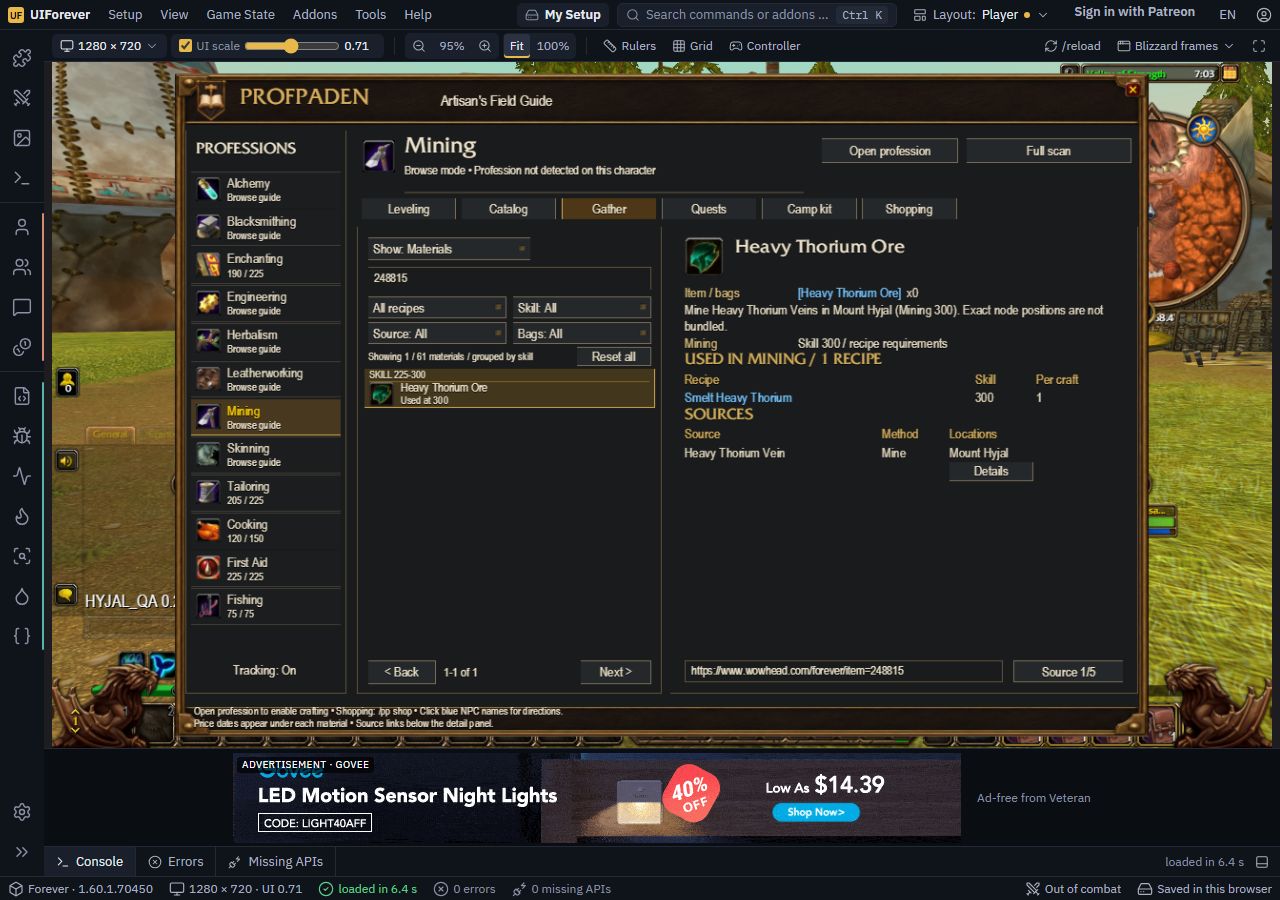 UF UIForever Setup View Game State Addons Tools Help My Setup Search commands or addons ... Ctrl K Layout: Player Sign in with Patreon EN
1280 × 720 UI scale 0.71 95% Fit 100% Rulers Grid Controller /reload Blizzard frames
7:03
PROFPADEN
Artisan's Field Guide
PROFESSIONS
Alchemy
Browse guide
Blacksmithing
Browse guide
Enchanting
190 / 225
Engineering
Browse guide
Herbalism
Browse guide
Leatherworking
Browse guide
Mining
Browse guide
Skinning
Browse guide
Tailoring
205 / 225
Cooking
120 / 150
First Aid
225 / 225
Fishing
75 / 75
Tracking: On
Mining
Browse mode • Profession not detected on this character
Open profession
Full scan
Leveling Catalog Gather Quests Camp kit Shopping
Show: Materials
248815
All recipes Skill: All
Source: All Bags: All
Showing 1 / 61 materials / grouped by skill Reset all
SKILL 225-300
Heavy Thorium Ore
Used at 300
< Back 1-1 of 1 Next >
Heavy Thorium Ore
Item / bags [Heavy Thorium Ore] x0
Mine Heavy Thorium Veins in Mount Hyjal (Mining 300). Exact node positions are not
bundled.
Mining Skill 300 / recipe requirements
USED IN MINING / 1 RECIPE
Recipe Skill Per craft
Smelt Heavy Thorium 300 1
SOURCES
Source Method Locations
Heavy Thorium Vein Mine Mount Hyjal
Details
https://www.wowhead.com/forever/item=248815 Source 1/5
Open profession to enable crafting • Shopping: /pp shop • Click blue NPC names for directions.
Price dates appear under each material • Source links below the detail panel.
General
0
HYJAL_QA 0.
1
ADVERTISEMENT · GOVEE
Govee
LED Motion Sensor Night Lights
CODE: LIGHT40AFF
40%
OFF
Low As $14.39
Shop Now>
Ad-free from Veteran
Console Errors Missing APIs loaded in 6.4 s
Forever · 1.60.1.70450 1280 × 720 · UI 0.71 loaded in 6.4 s 0 errors 0 missing APIs Out of combat Saved in this browser